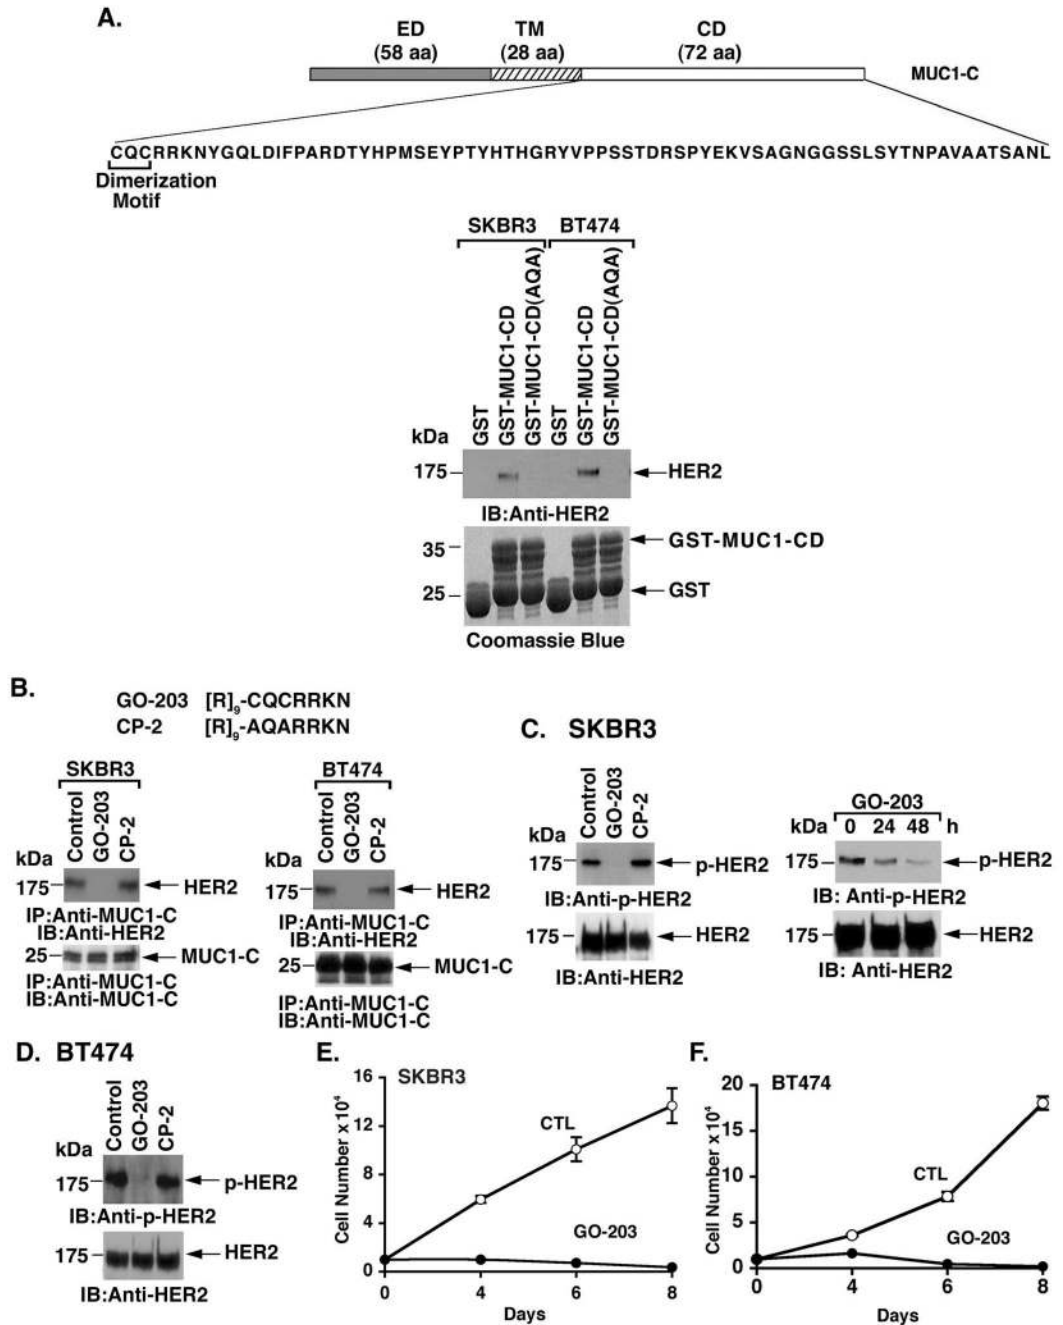 A.
ED TM CD
(58 aa) (28 aa) (72 aa)
MUC1-C
CQCRRKNYGQLDIFPARDTYHPMSEYPTYHTHGRYVPPSSTDRSPYEKVSAGNGGSSLSYTNPAVAATSANL
Dimerization
Motif
SKBR3 BT474
GST
GST-MUC1-CD
GST-MUC1-CD(AQA)
GST
GST-MUC1-CD
GST-MUC1-CD(AQA)
kDa
175 HER2
IB:Anti-HER2
35 GST-MUC1-CD
25 GST
Coomassie Blue
B.
GO-203 [R]9-CQCRRKN
CP-2 [R]9-AQARRKN
SKBR3
Control
GO-203
CP-2
kDa
175 HER2
IP:Anti-MUC1-C
IB:Anti-HER2
25 MUC1-C
IP:Anti-MUC1-C
IB:Anti-MUC1-C
BT474
Control
GO-203
CP-2
kDa
175 HER2
IP:Anti-MUC1-C
IB:Anti-HER2
25 MUC1-C
IP:Anti-MUC1-C
IB:Anti-MUC1-C
C. SKBR3
Control
GO-203
CP-2
kDa
175 p-HER2
IB:Anti-p-HER2
175 HER2
IB:Anti-HER2
GO-203
kDa 0 24 48 h
175 p-HER2
IB: Anti-p-HER2
175 HER2
IB: Anti-HER2
D. BT474
Control
GO-203
CP-2
kDa
175 p-HER2
IB:Anti-p-HER2
175 HER2
IB:Anti-HER2
E.
SKBR3
Cell Number x 10⁴
16
12
8
4
0
CTL
GO-203
0 4 6 8
Days
F.
BT474
Cell Number x 10⁴
20
15
10
5
0
CTL
GO-203
0 4 6 8
Days